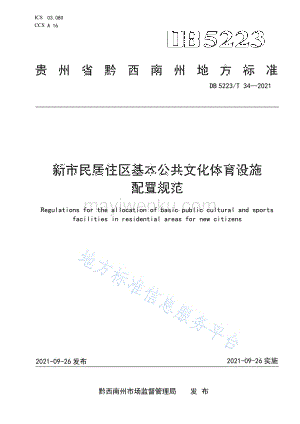 ICS 03.080
CCS A 16
DB5223
贵州省黔西南州地方标准
DB 5223/T 34—2021
新市民居住区基本公共文化体育设施
配置规范
Regulations for the allocation of basic public cultural and sports
facilities in residential areas for new citizens
mayiwenku.com
地方标准信息服务平台
2021-09-26 发布
2021-09-26 实施
黔西南州市场监督管理局 发 布